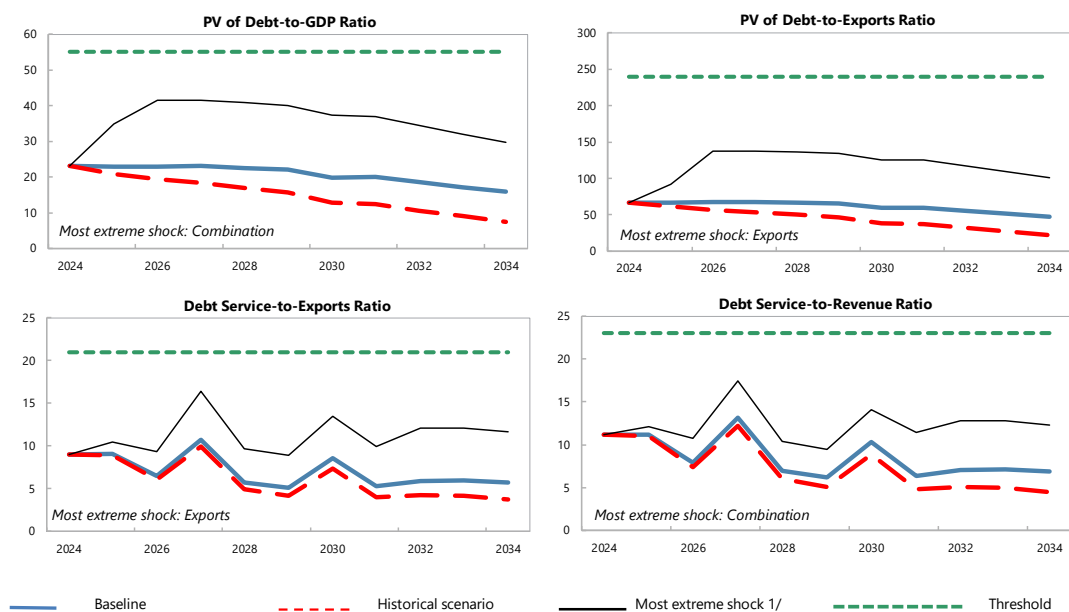 PV of Debt-to-GDP Ratio
60
50
40
30
20
10
0
Most extreme shock: Combination
2024 2026 2028 2030 2032 2034
PV of Debt-to-Exports Ratio
300
250
200
150
100
50
0
Most extreme shock: Exports
2024 2026 2028 2030 2032 2034
Debt Service-to-Exports Ratio
25
20
15
10
5
0
Most extreme shock: Exports
2024 2026 2028 2030 2032 2034
Debt Service-to-Revenue Ratio
25
20
15
10
5
0
Most extreme shock: Combination
2024 2026 2028 2030 2032 2034
Baseline Historical scenario Most extreme shock 1/ Threshold